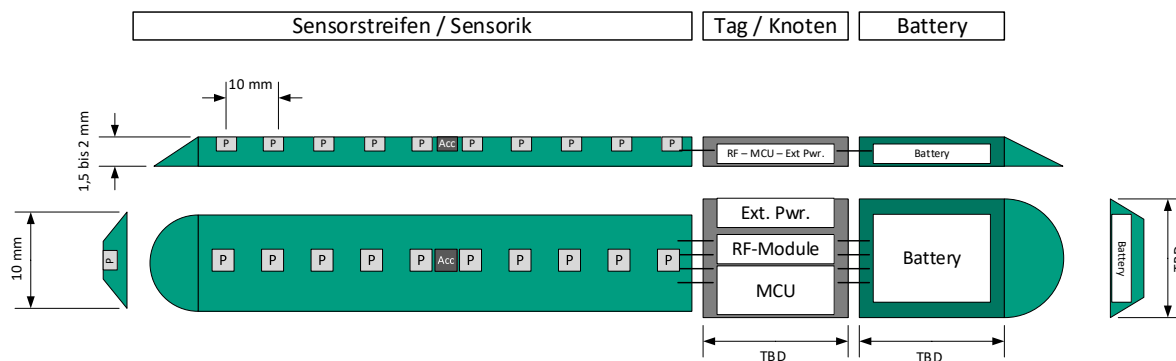 Sensorstreifen / Sensorik
Tag / Knoten
Battery
10 mm
1,5 bis 2 mm
P P P P P Acc P P P P P
RF – MCU – Ext Pwr.
Battery
10 mm
P
P P P P P Acc P P P P P
Ext. Pwr.
RF-Module
MCU
Battery
Battery
TBD
TBD
TBD